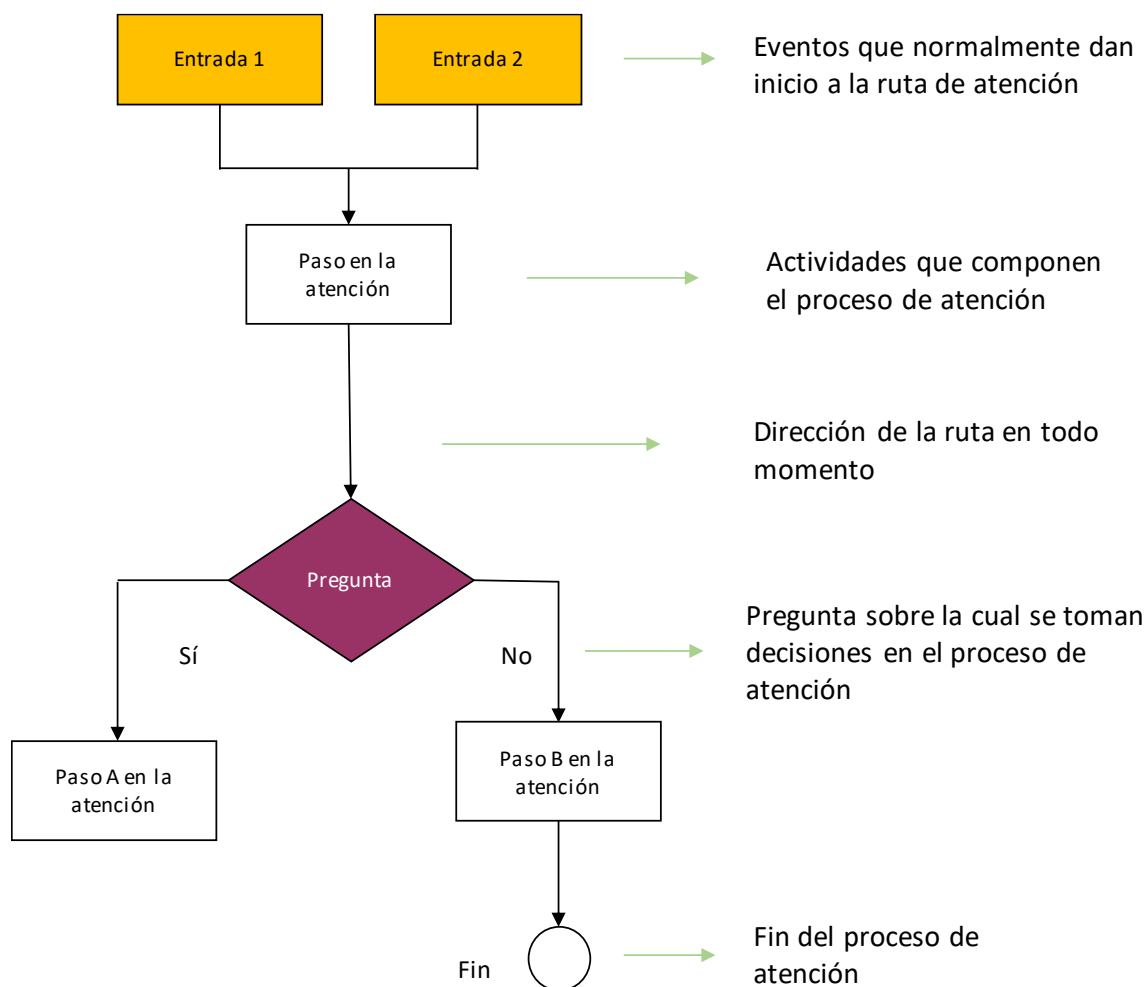 Entrada 1
Entrada 2
Eventos que normalmente dan
inicio a la ruta de atención
Paso en la
atención
Actividades que componen
el proceso de atención
Dirección de la ruta en todo
momento
Pregunta
Sí
No
Pregunta sobre la cual se toman
decisiones en el proceso de
atención
Paso A en la
atención
Paso B en la
atención
Fin
Fin del proceso de
atención